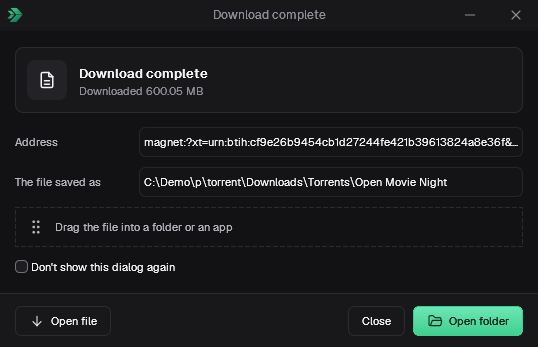 Download complete
Download complete
Downloaded 600.05 MB
Address
magnet:?xt=urn:btih:cf9e26b9454cb1d27244fe421b39613824a8e36f&...
The file saved as
C:\Demo\p\torrent\Downloads\Torrents\Open Movie Night
Drag the file into a folder or an app
Don't show this dialog again
Open file
Close
Open folder